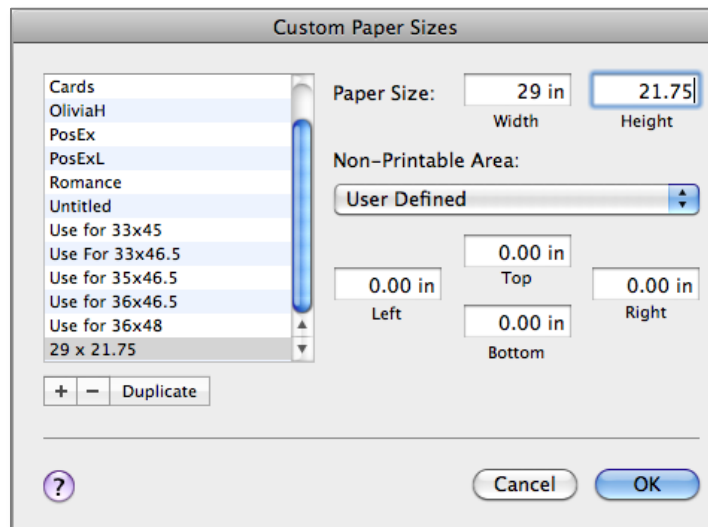 Custom Paper Sizes
Cards
OliviaH
PosEx
PosExL
Romance
Untitled
Use for 33x45
Use For 33x46.5
Use for 35x46.5
Use for 36x46.5
Use for 36x48
29 x 21.75
+ − Duplicate
Paper Size: 29 in 21.75
Width Height
Non-Printable Area:
User Defined
0.00 in
Top
0.00 in 0.00 in
Left Right
0.00 in
Bottom
? Cancel OK